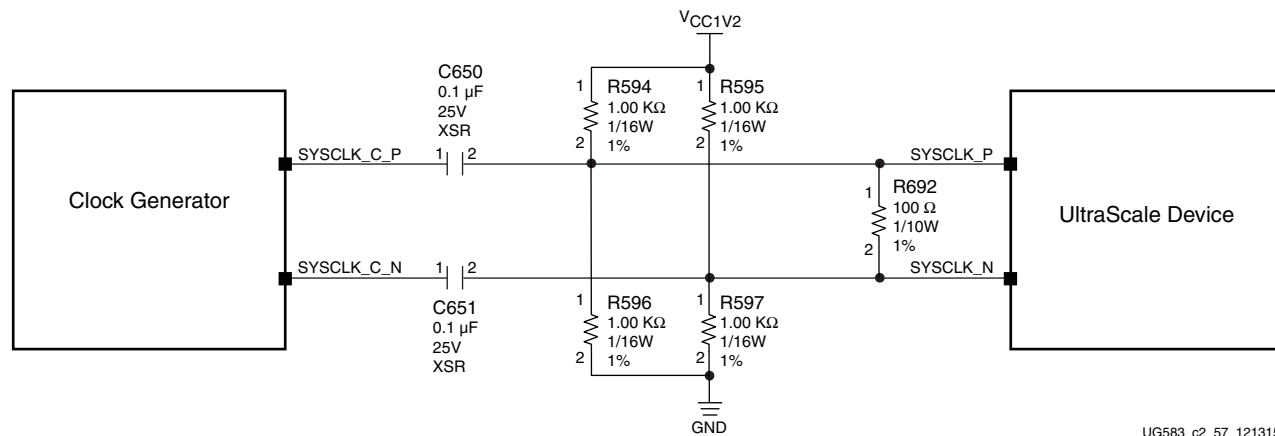 VCC1V2
C650
0.1 µF
25V
XSR
1
R594
1.00 KΩ
1/16W
1%
2
1
R595
1.00 KΩ
1/16W
1%
2
SYSCLK_C_P
1
2
SYSCLK_P
Clock Generator
1
R692
100 Ω
1/10W
1%
2
UltraScale Device
SYSCLK_C_N
1
2
SYSCLK_N
C651
0.1 µF
25V
XSR
1
R596
1.00 KΩ
1/16W
1%
2
1
R597
1.00 KΩ
1/16W
1%
2
GND
UG583_c2_57_121315